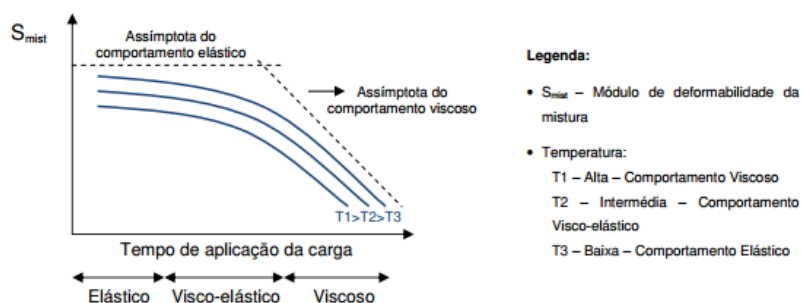 S_mist
Assímptota do
comportamento elástico
Assímptota do
comportamento viscoso
T1>T2>T3
Tempo de aplicação da carga
Elástico Visco-elástico Viscoso
Legenda:
• S_mist – Módulo de deformabilidade da
mistura
• Temperatura:
T1 – Alta – Comportamento Viscoso
T2 – Intermédia – Comportamento
Visco-elástico
T3 – Baixa – Comportamento Elástico